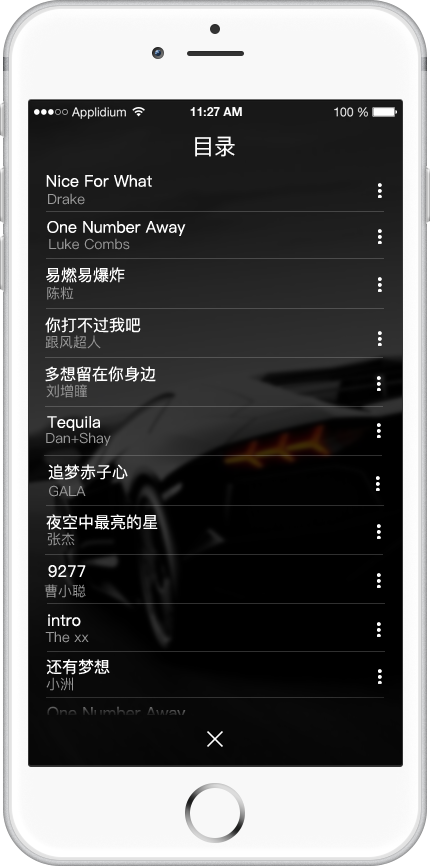 Applidium 11:27 AM 100 %
目录
Nice For What
Drake
One Number Away
Luke Combs
易燃易爆炸
陈粒
你打不过我吧
跟风超人
多想留在你身边
刘增瞳
Tequila
Dan+Shay
追梦赤子心
GALA
夜空中最亮的星
张杰
9277
曹小聪
intro
The xx
还有梦想
小洲
One Number Away